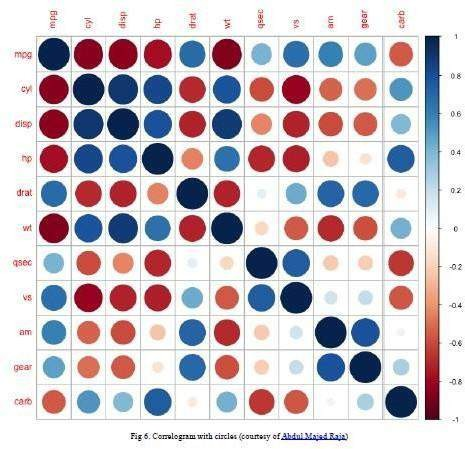 mpg cyl disp hp drat wt qsec vs am gear carb
mpg
cyl
disp
hp
drat
wt
qsec
vs
am
gear
carb
1
0.8
0.6
0.4
0.2
0
-0.2
-0.4
-0.6
-0.8
-1
Fig 6. Correlogram with circles (courtesy of Abdul Majed Raja)